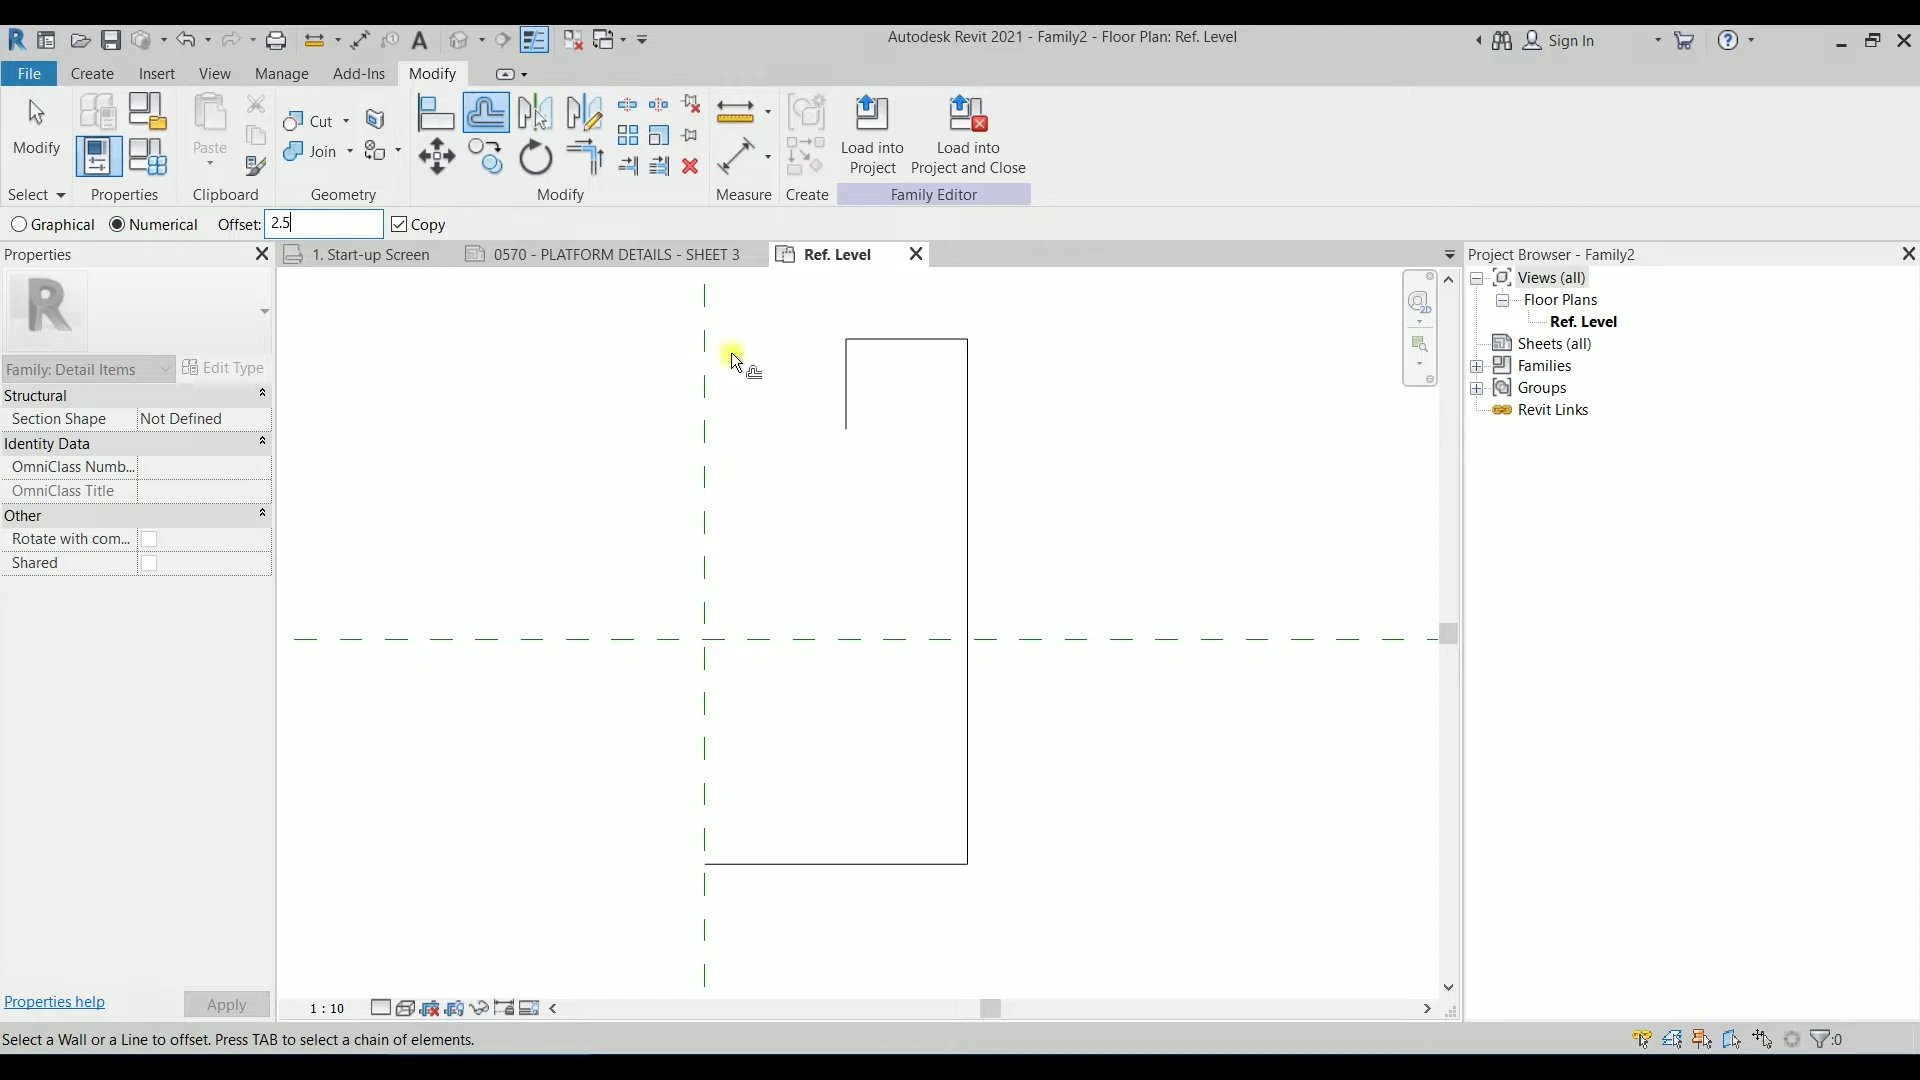 Autodesk Revit 2021 - Family2 - Floor Plan: Ref. Level
Sign In
File
Create
Insert
View
Manage
Add-Ins
Modify
Modify
Paste
Cut
Join
Load into
Project
Load into
Project and Close
Select
Properties
Clipboard
Geometry
Modify
Measure
Create
Family Editor
Graphical
Numerical
Offset:
2.5
Copy
Properties
1. Start-up Screen
0570 - PLATFORM DETAILS - SHEET 3
Ref. Level
Project Browser - Family2
R
2D
Views (all)
Floor Plans
Ref. Level
Sheets (all)
Families
Groups
Revit Links
Family: Detail Items
Edit Type
Structural
Section Shape
Not Defined
Identity Data
OmniClass Numb...
OmniClass Title
Other
Rotate with com...
Shared
Properties help
Apply
1 : 10
Select a Wall or a Line to offset. Press TAB to select a chain of elements.
:0